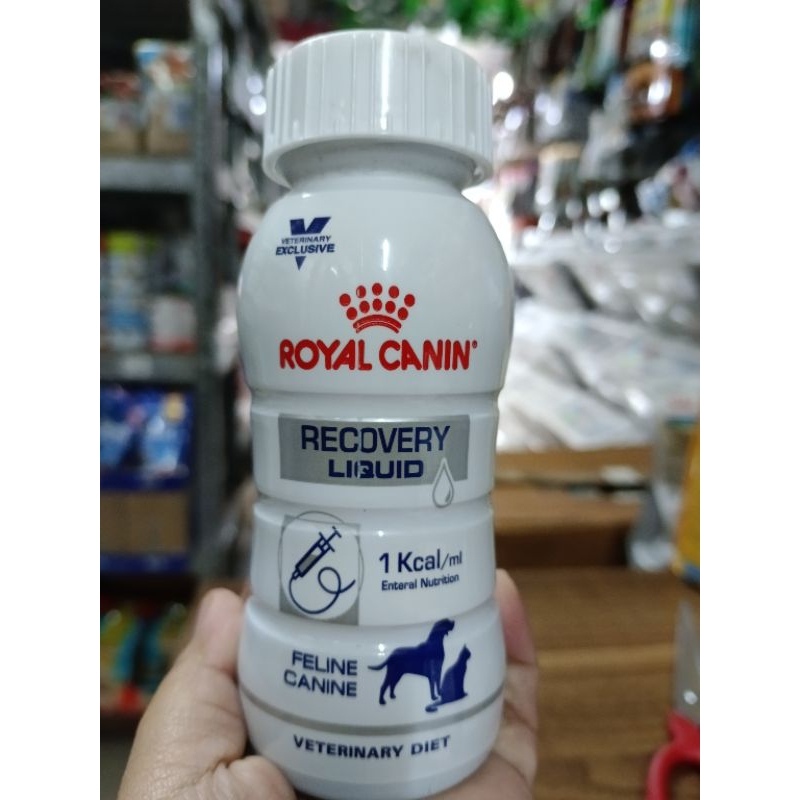 VETERINARY
EXCLUSIVE
ROYAL CANIN®
RECOVERY
LIQUID
1 Kcal/ml
Enteral Nutrition
FELINE
CANINE
VETERINARY DIET